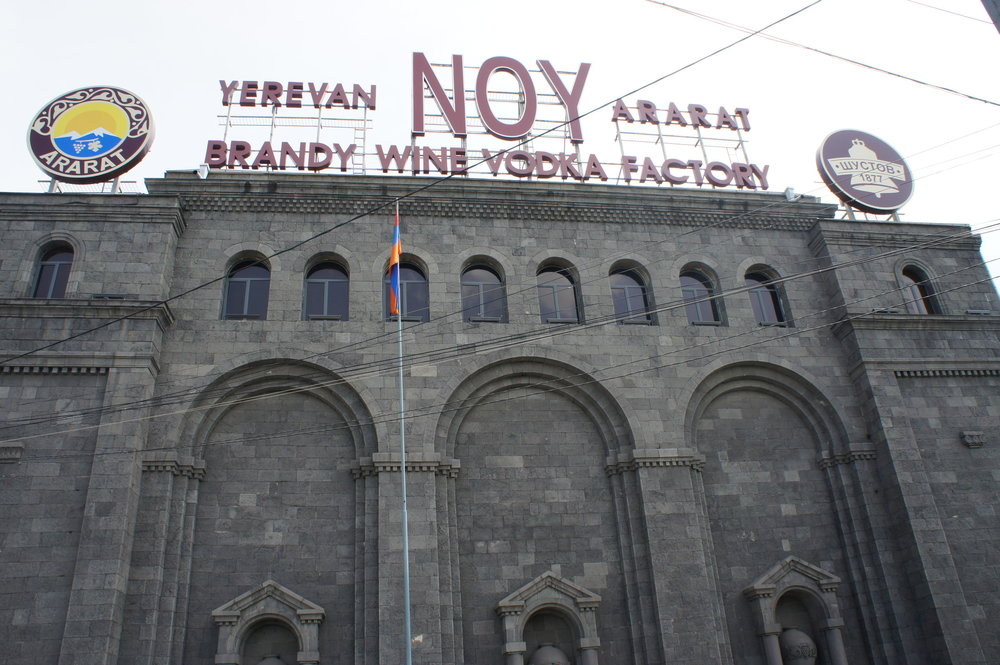 NOY
YEREVAN ARARAT
BRANDY WINE VODKA FACTORY
ARARAT
ШУСТОВ
1877